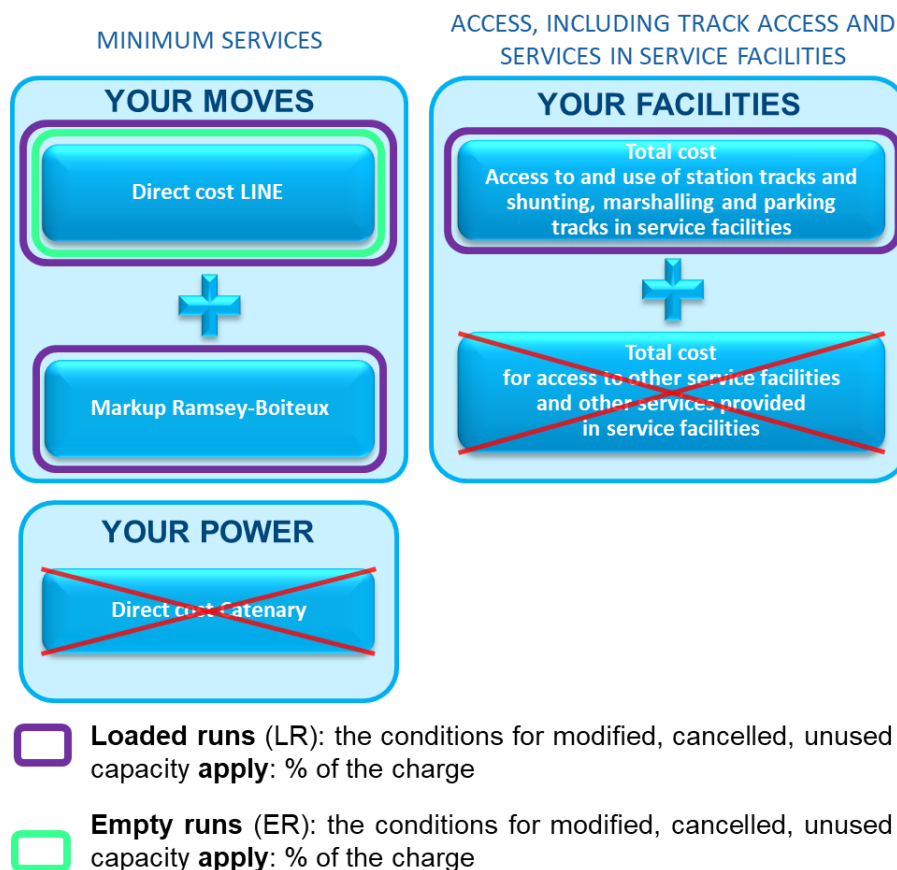 MINIMUM SERVICES
ACCESS, INCLUDING TRACK ACCESS AND
SERVICES IN SERVICE FACILITIES
YOUR MOVES
Direct cost LINE
Markup Ramsey-Boiteux
YOUR FACILITIES
Total cost
Access to and use of station tracks and
shunting, marshalling and parking
tracks in service facilities
Total cost
for access to other service facilities
and other services provided
in service facilities
YOUR POWER
Direct cost Catenary
Loaded runs (LR): the conditions for modified, cancelled, unused
capacity apply: % of the charge
Empty runs (ER): the conditions for modified, cancelled, unused
capacity apply: % of the charge